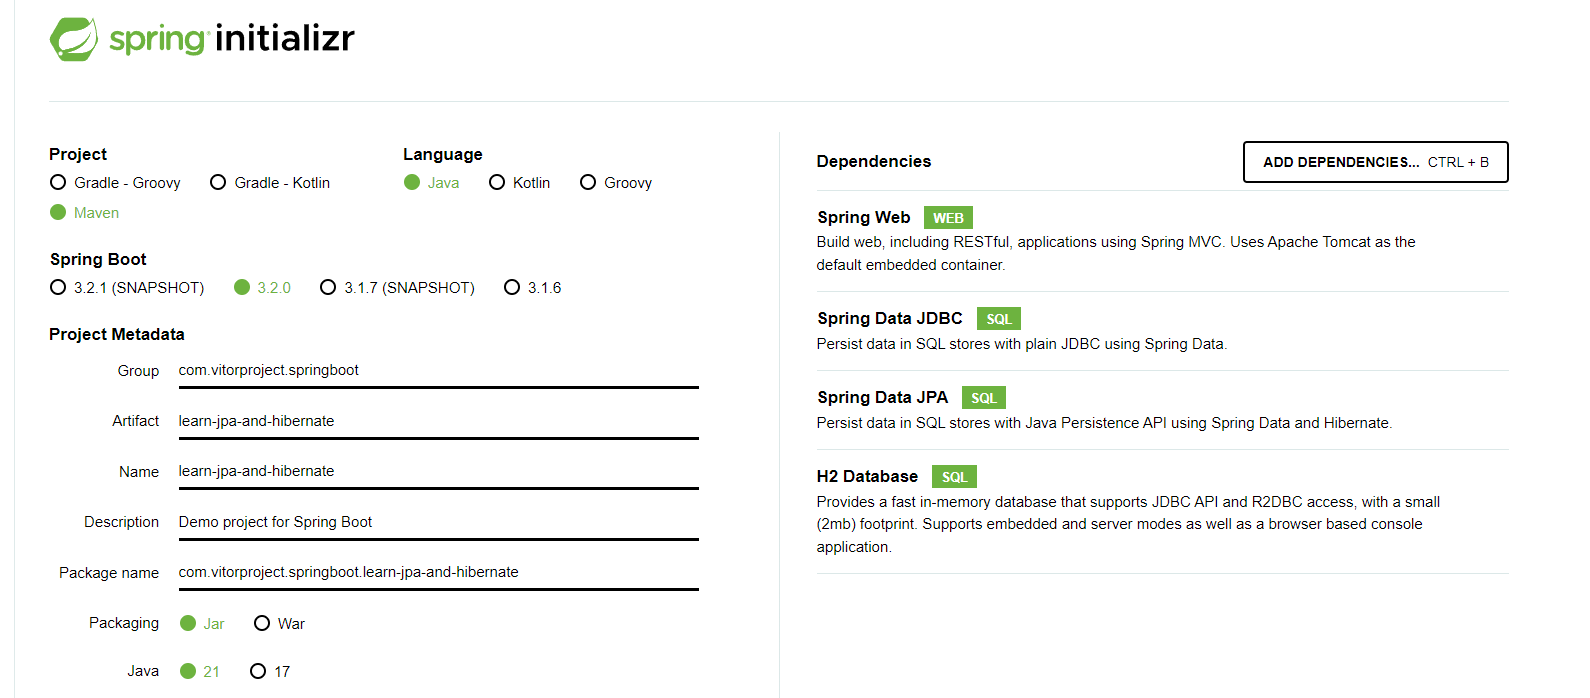 spring initializr
Project
Gradle - Groovy Gradle - Kotlin
Maven
Language
Java Kotlin Groovy
Spring Boot
3.2.1 (SNAPSHOT) 3.2.0 3.1.7 (SNAPSHOT) 3.1.6
Project Metadata
Group com.vitorproject.springboot
Artifact learn-jpa-and-hibernate
Name learn-jpa-and-hibernate
Description Demo project for Spring Boot
Package name com.vitorproject.springboot.learn-jpa-and-hibernate
Packaging Jar War
Java 21 17
Dependencies ADD DEPENDENCIES... CTRL + B
Spring Web WEB
Build web, including RESTful, applications using Spring MVC. Uses Apache Tomcat as the
default embedded container.
Spring Data JDBC SQL
Persist data in SQL stores with plain JDBC using Spring Data.
Spring Data JPA SQL
Persist data in SQL stores with Java Persistence API using Spring Data and Hibernate.
H2 Database SQL
Provides a fast in-memory database that supports JDBC API and R2DBC access, with a small
(2mb) footprint. Supports embedded and server modes as well as a browser based console
application.